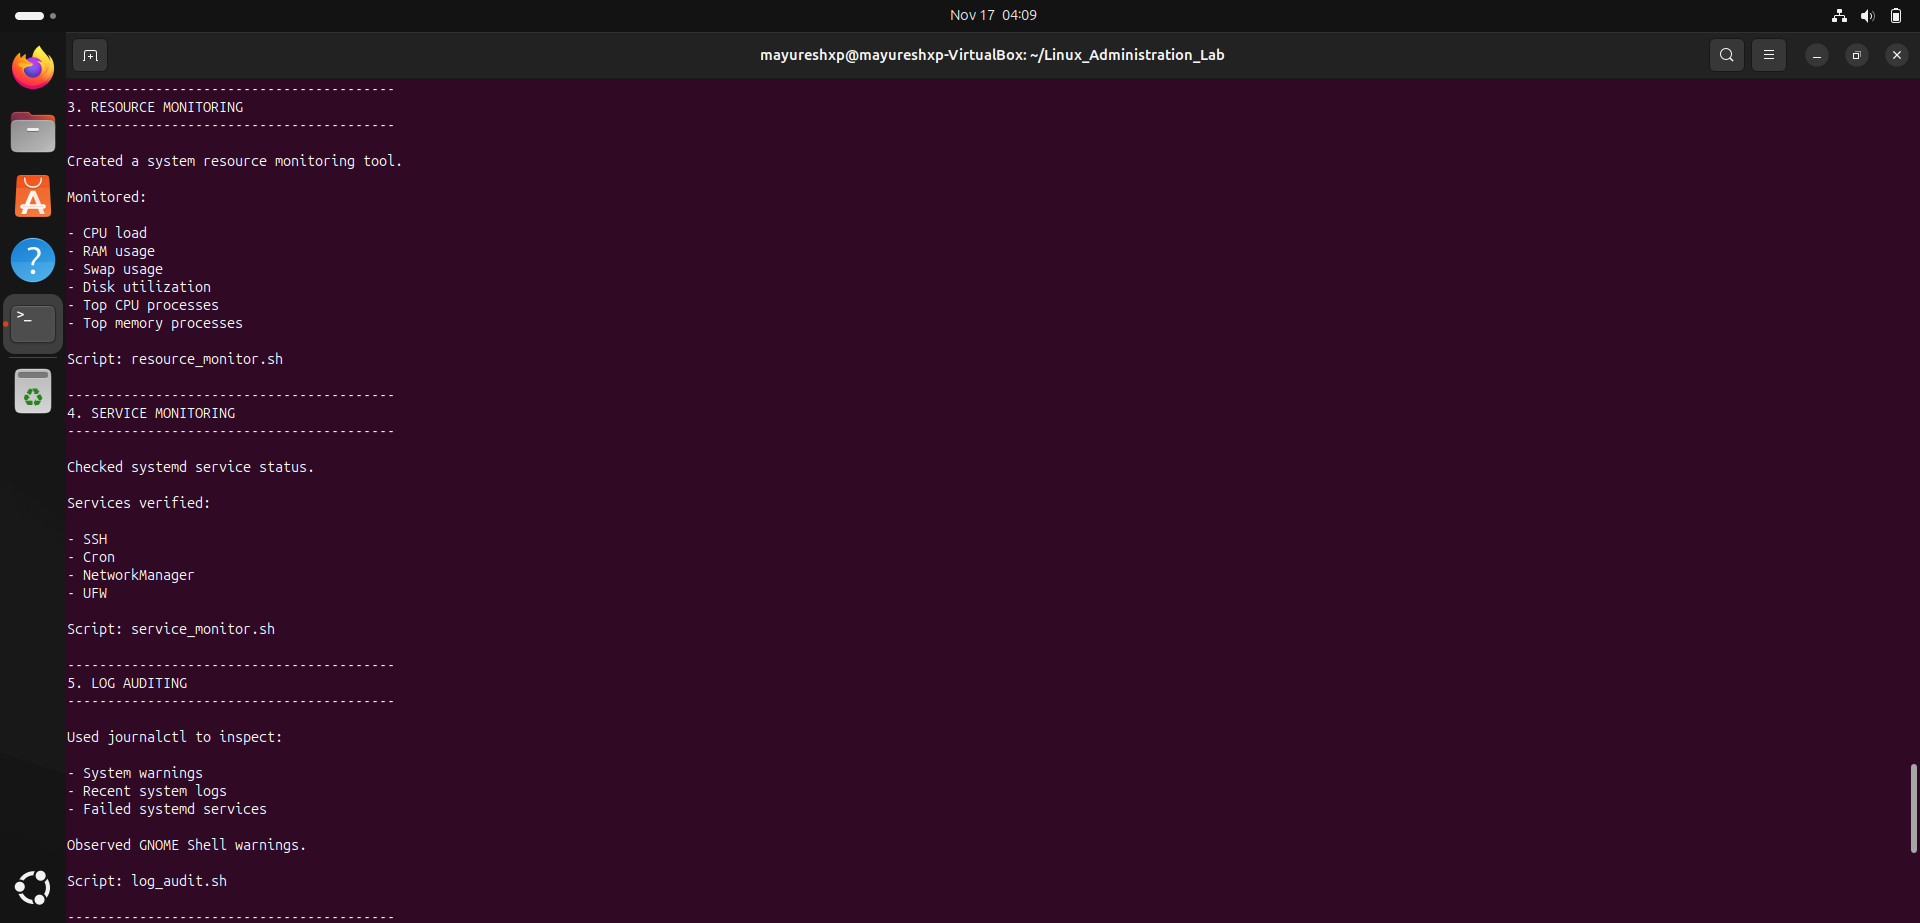 Nov 17 04:09
mayureshxp@mayureshxp-VirtualBox: ~/Linux_Administration_Lab
-----------------------------------------
3. RESOURCE MONITORING
-----------------------------------------
Created a system resource monitoring tool.
Monitored:
- CPU load
- RAM usage
- Swap usage
- Disk utilization
- Top CPU processes
- Top memory processes
Script: resource_monitor.sh
-----------------------------------------
4. SERVICE MONITORING
-----------------------------------------
Checked systemd service status.
Services verified:
- SSH
- Cron
- NetworkManager
- UFW
Script: service_monitor.sh
-----------------------------------------
5. LOG AUDITING
-----------------------------------------
Used journalctl to inspect:
- System warnings
- Recent system logs
- Failed systemd services
Observed GNOME Shell warnings.
Script: log_audit.sh
-----------------------------------------